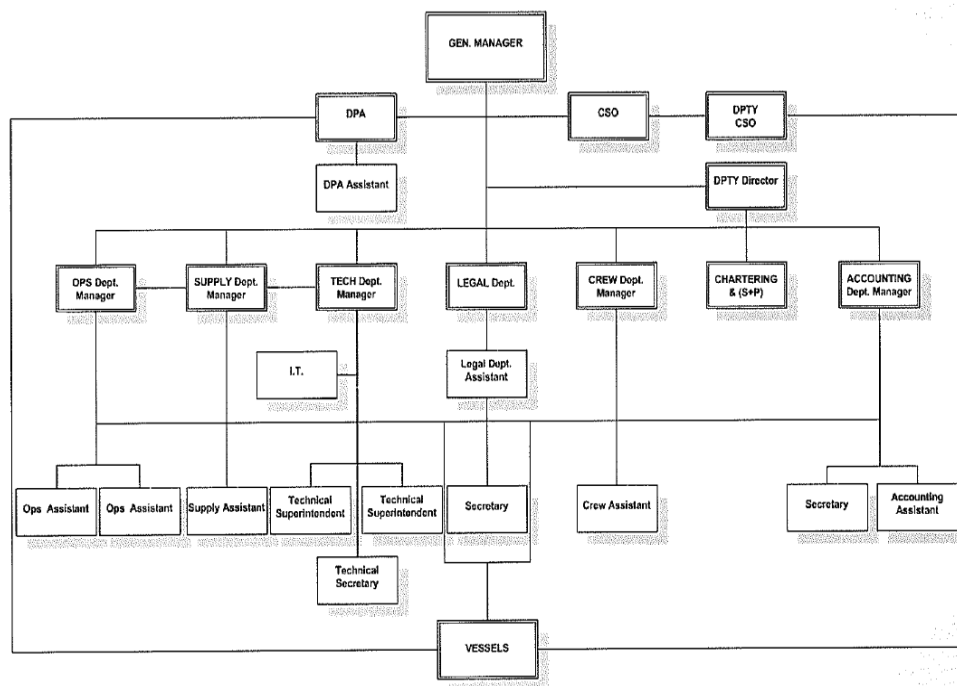 GEN. MANAGER
DPA
CSO
DPTY
CSO
DPA Assistant
DPTY Director
OPS Dept.
Manager
SUPPLY Dept.
Manager
TECH Dept.
Manager
LEGAL Dept.
CREW Dept.
Manager
CHARTERING
& (S+P)
ACCOUNTING
Dept. Manager
I.T.
Legal Dept.
Assistant
Ops Assistant
Ops Assistant
Supply Assistant
Technical
Superintendent
Technical
Superintendent
Secretary
Crew Assistant
Secretary
Accounting
Assistant
Technical
Secretary
VESSELS